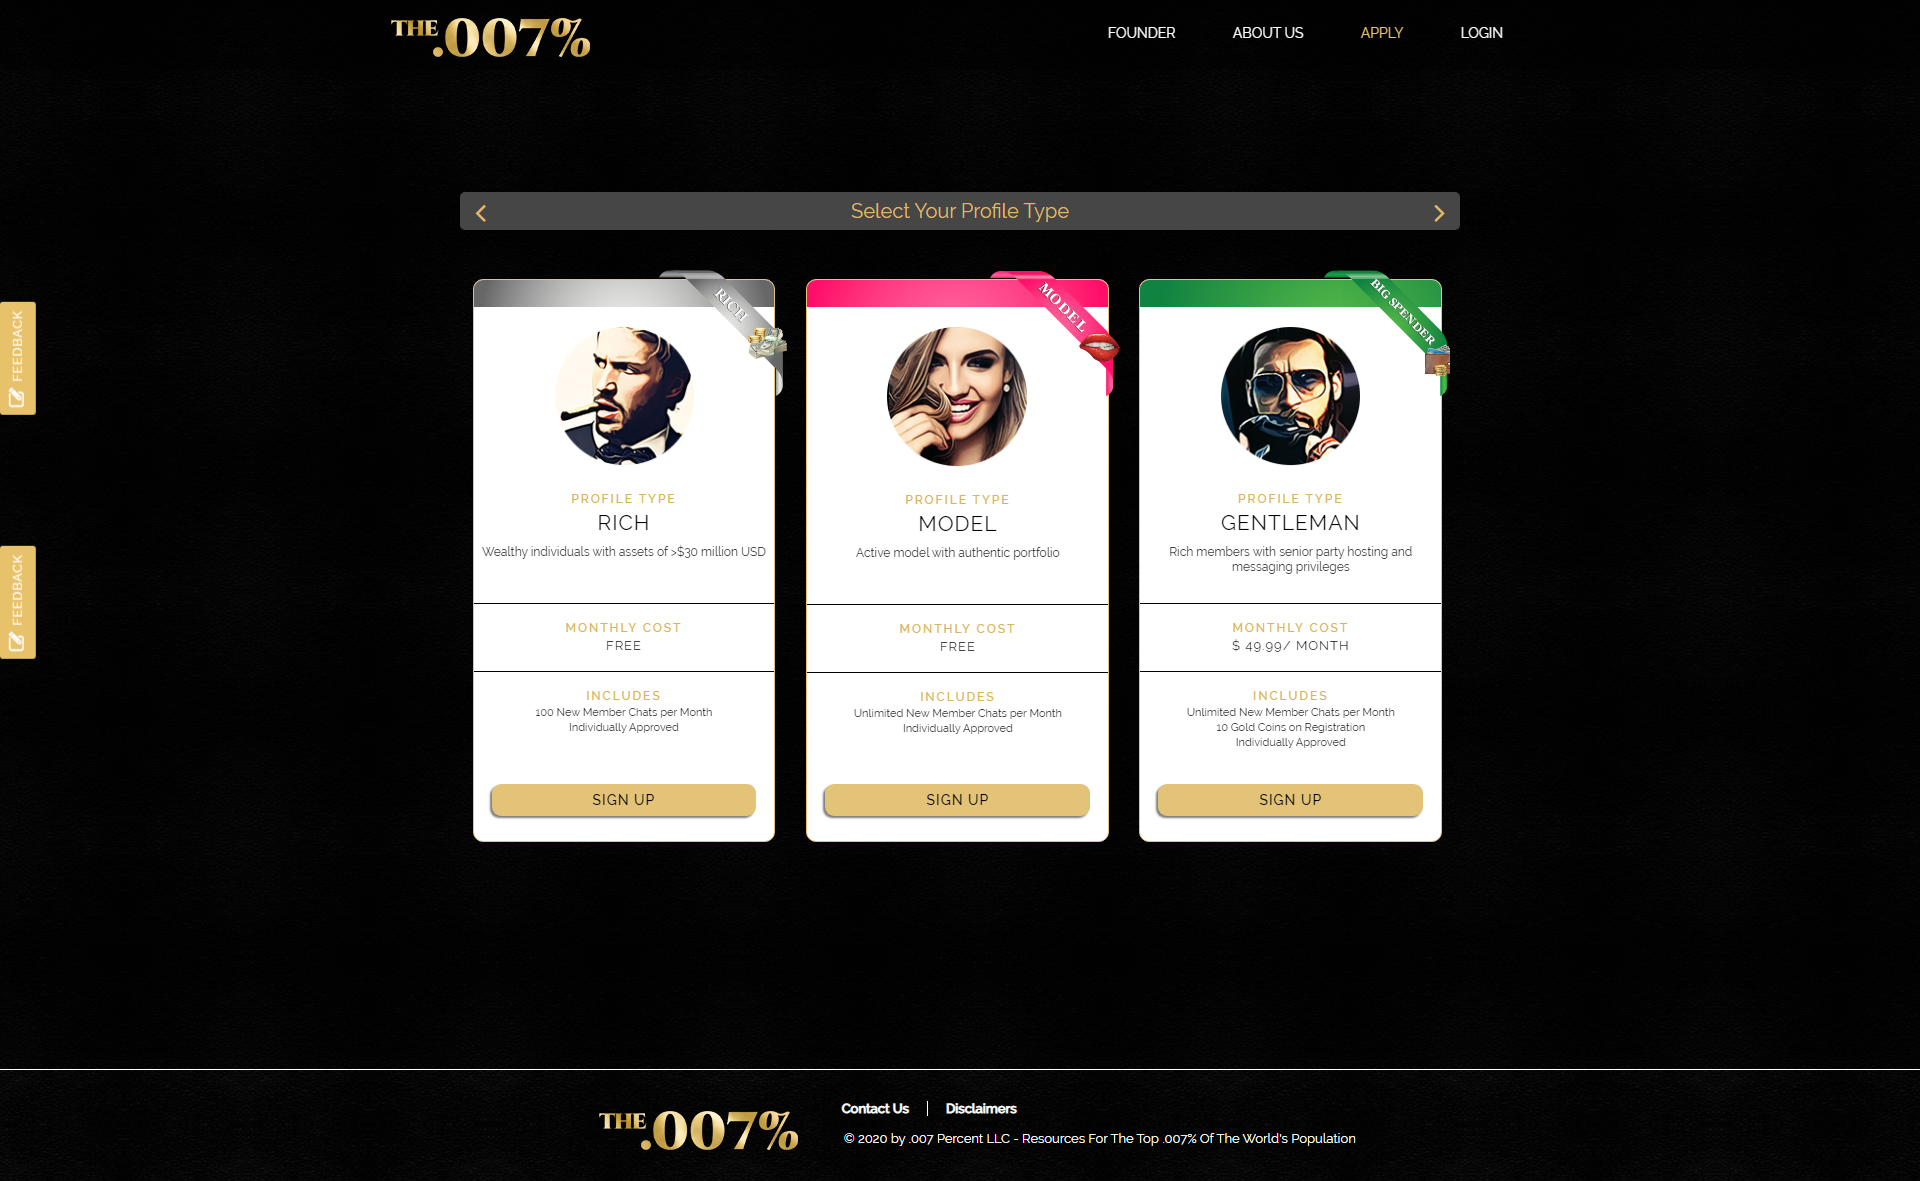 THE .007%
FOUNDER
ABOUT US
APPLY
LOGIN
Select Your Profile Type
FEEDBACK
FEEDBACK
RICH
PROFILE TYPE
RICH
Wealthy individuals with assets of >$30 million USD
MONTHLY COST
FREE
INCLUDES
100 New Member Chats per Month
Individually Approved
SIGN UP
MODEL
PROFILE TYPE
MODEL
Active model with authentic portfolio
MONTHLY COST
FREE
INCLUDES
Unlimited New Member Chats per Month
Individually Approved
SIGN UP
BIG SPENDER
PROFILE TYPE
GENTLEMAN
Rich members with senior party hosting and
messaging privileges
MONTHLY COST
$ 49.99/ MONTH
INCLUDES
Unlimited New Member Chats per Month
10 Gold Coins on Registration
Individually Approved
SIGN UP
THE .007%
Contact Us
Disclaimers
© 2020 by .007 Percent LLC - Resources For The Top .007% Of The World's Population